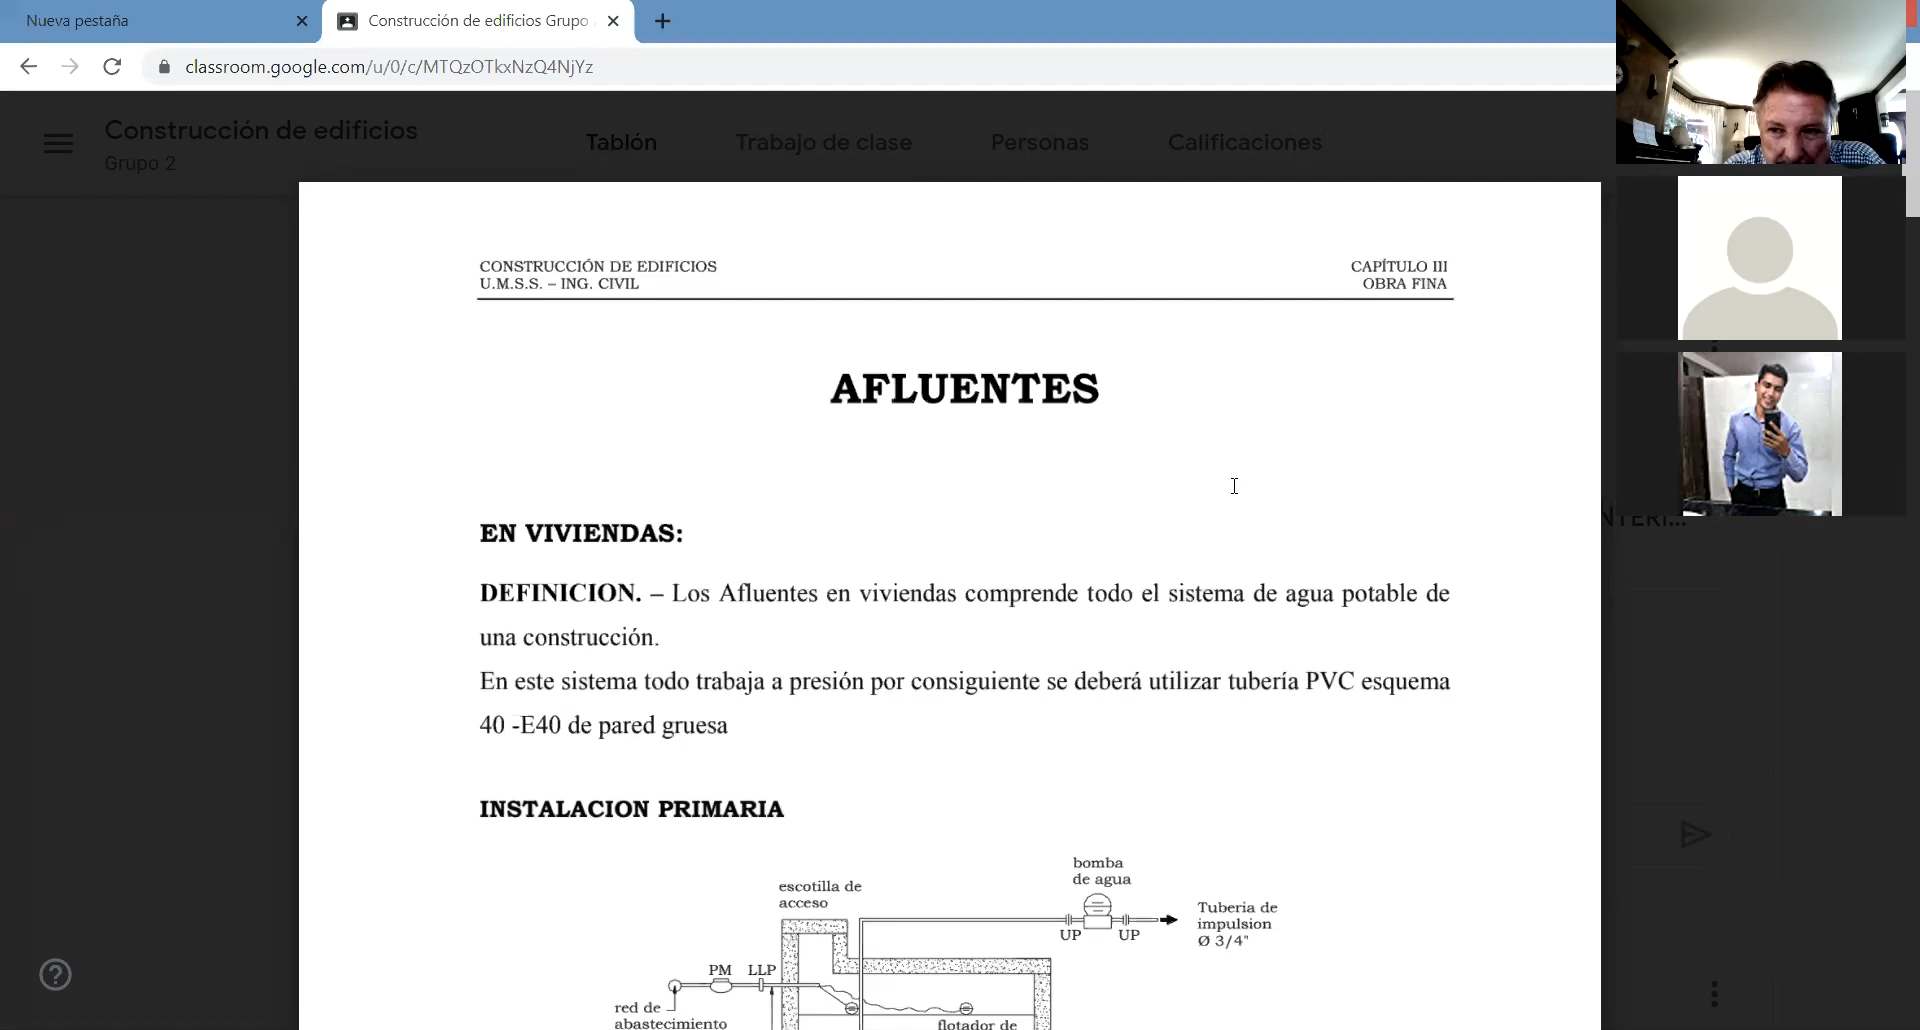 Nueva pestaña
Construcción de edificios Grupo
classroom.google.com/u/0/c/MTQzOTkxNzQ4NjYz
Construcción de edificios
Grupo 2
Tablón
Trabajo de clase
Personas
Calificaciones
CONSTRUCCIÓN DE EDIFICIOS
U.M.S.S. – ING. CIVIL
CAPÍTULO III
OBRA FINA
AFLUENTES
EN VIVIENDAS:
DEFINICION. – Los Afluentes en viviendas comprende todo el sistema de agua potable de
una construcción.
En este sistema todo trabaja a presión por consiguiente se deberá utilizar tubería PVC esquema
40 -E40 de pared gruesa
INSTALACION PRIMARIA
bomba
de agua
escotilla de
acceso
Tuberia de
impulsion
Ø 3/4"
UP
UP
PM
LLP
red de
abastecimiento
flotador de